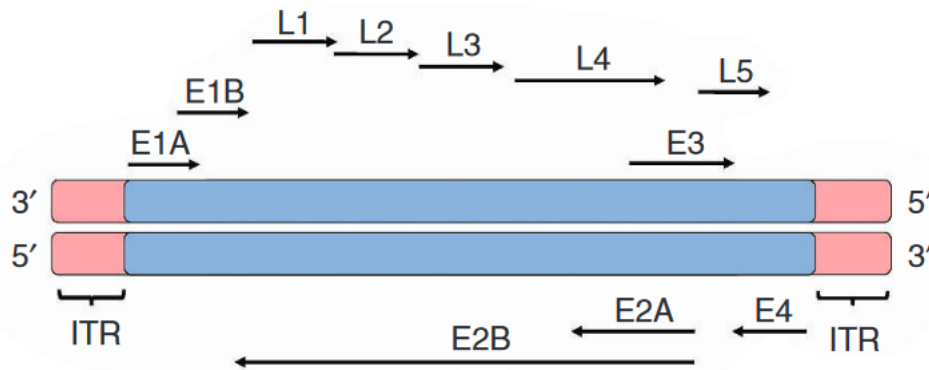 L1
L2
L3
L4
L5
E1B
E1A
E3
3′ 5′
5′ 3′
ITR E2B E2A E4 ITR